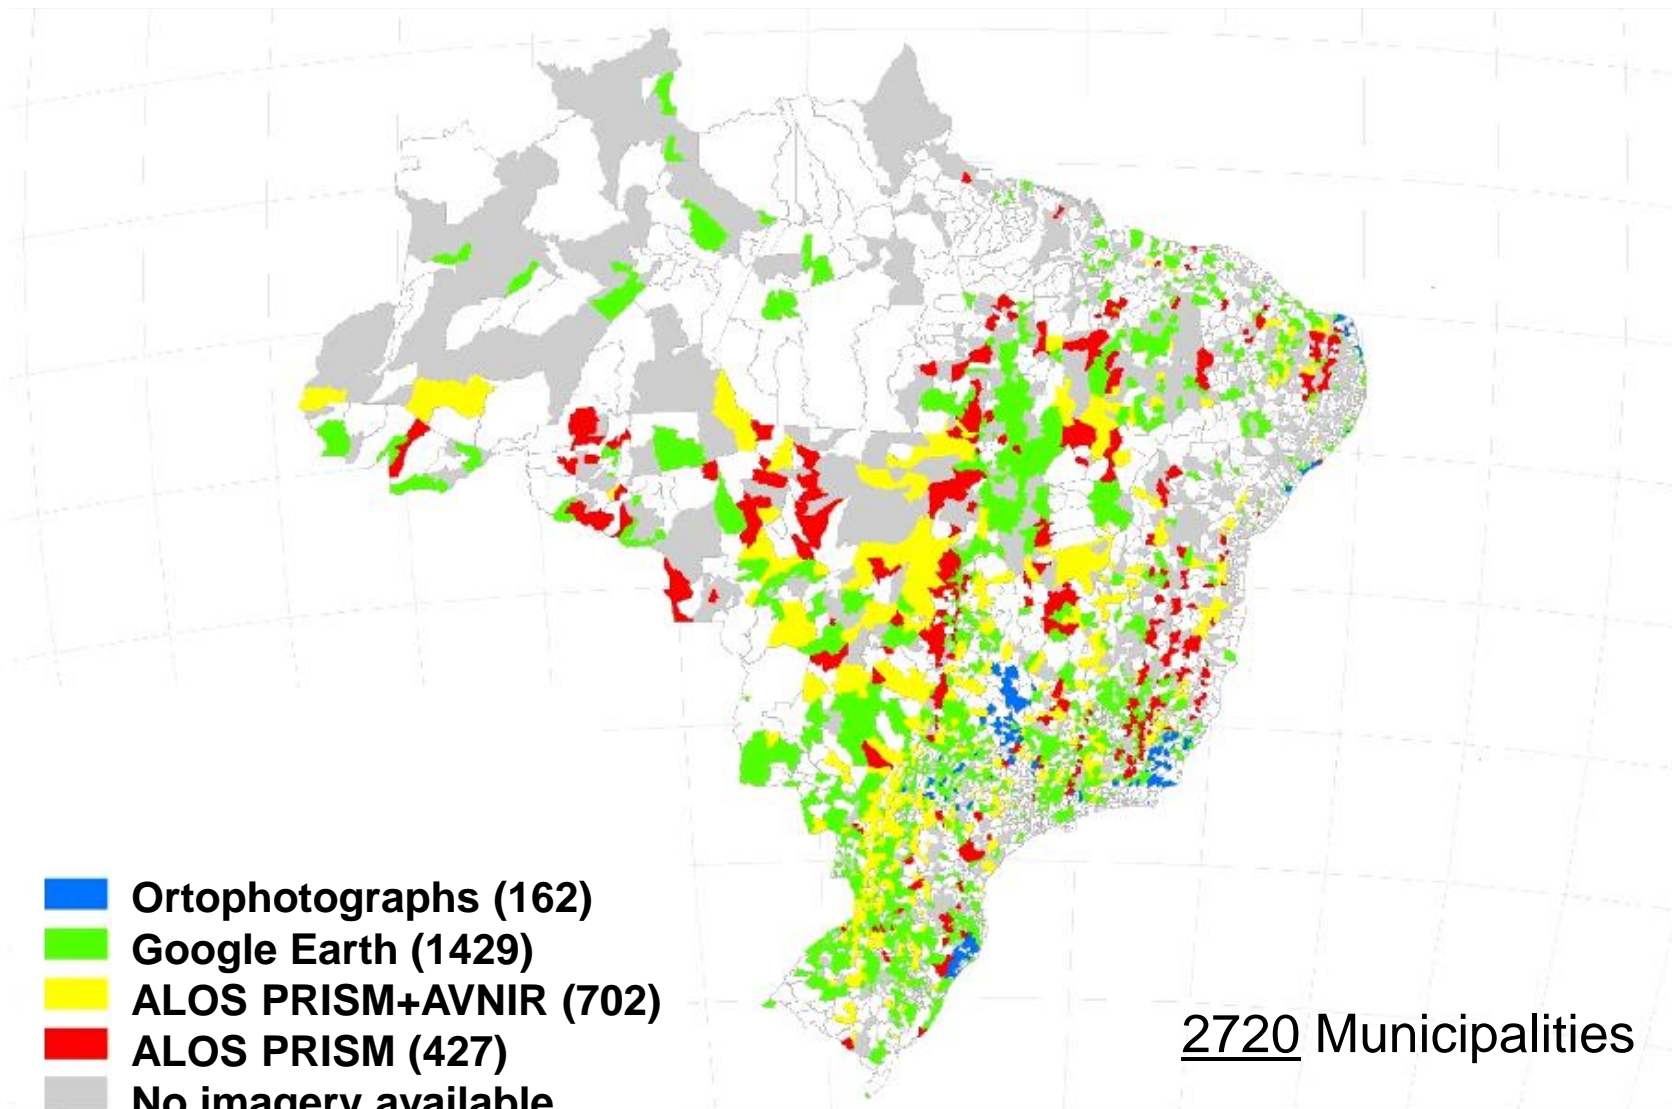 Ortophotographs (162)
Google Earth (1429)
ALOS PRISM+AVNIR (702)
ALOS PRISM (427)
No imagery available
2720 Municipalities